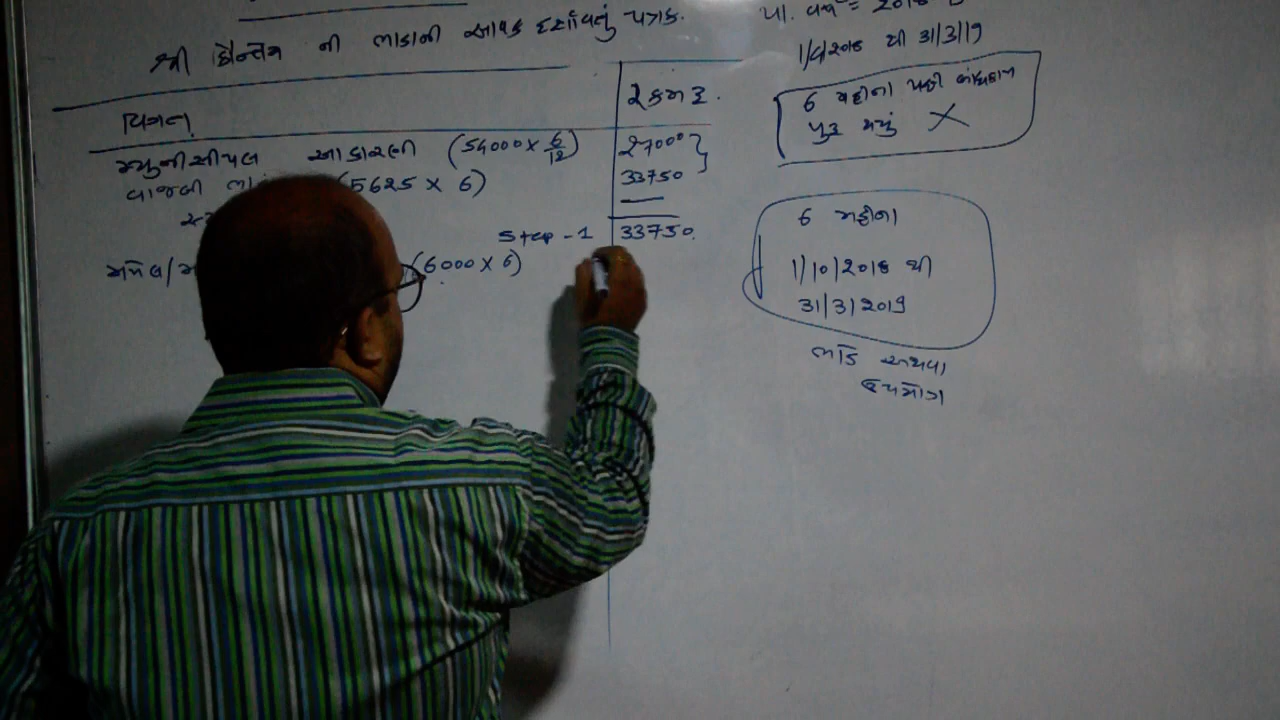 શ્રી ની ભાડાની આવક દર્શાવતું પત્રક.
પા. વર્ષ = 2018
1/4/2018 થી 31/3/19
વિગત
રકમ રૂ.
મ્યુનીસીપલ આકારણી (54000 × 6/12) 27000
વાજબી (5625 × 6) 33750
Step - 1 33750.
(6000 × 6)
6 મહીના પછી બાંધકામ
પુરૂ થયું ×
6 મહીના
1/10/2018 થી
31/3/2019
ભાડે અથવા
ઉપભોગ